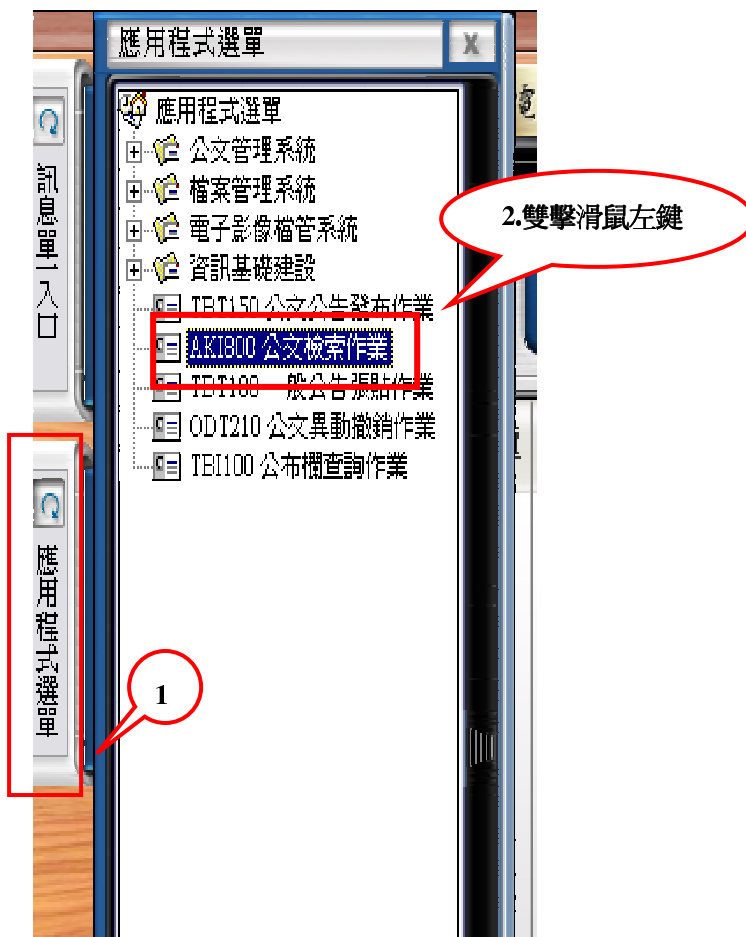 應用程式選單
X
電
訊息單一入口
應用程式選單
公文管理系統
檔案管理系統
電子影像檔管系統
資訊基礎建設
TBT150 公文公告發布作業
AKI800 公文檢索作業
TBT100 一般公告張貼作業
ODT210 公文異動撤銷作業
TBI100 公布欄查詢作業
2.雙擊滑鼠左鍵
應用程式選單
1